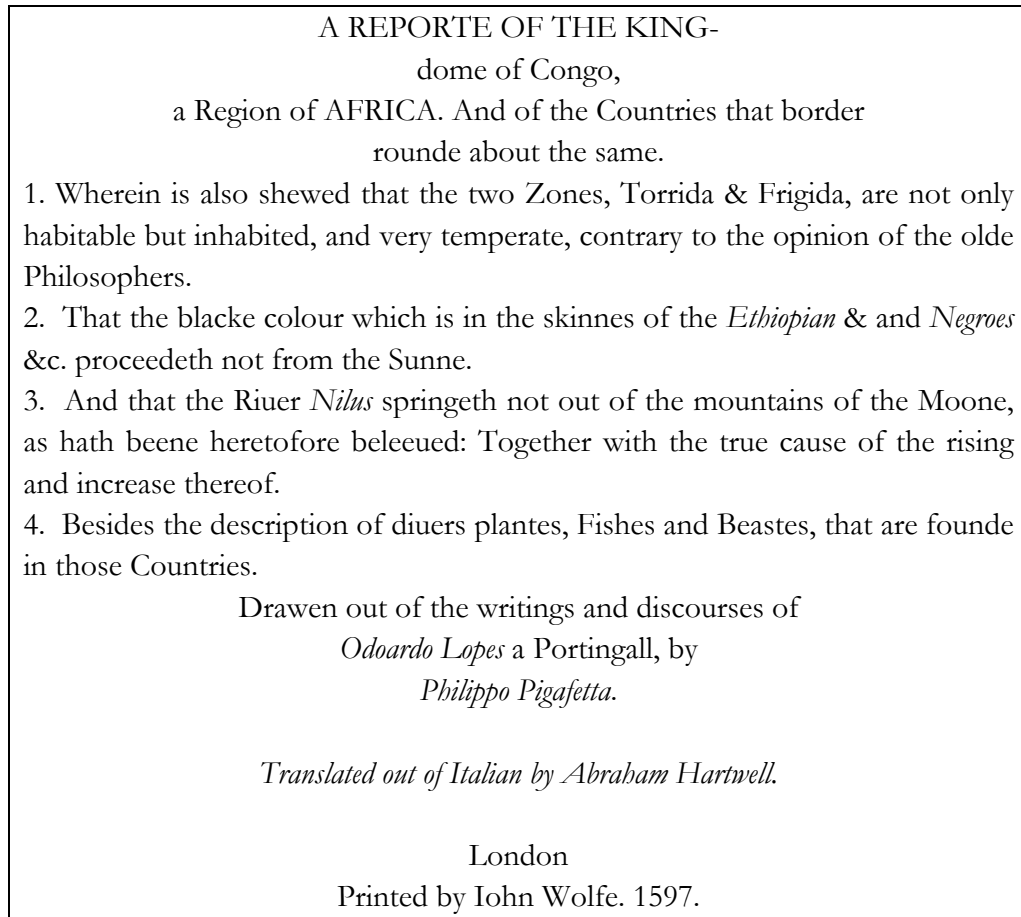 A REPORTE OF THE KING-
dome of Congo,
a Region of AFRICA. And of the Countries that border
rounde about the same.
1. Wherein is also shewed that the two Zones, Torrida & Frigida, are not only
habitable but inhabited, and very temperate, contrary to the opinion of the olde
Philosophers.
2. That the blacke colour which is in the skinnes of the Ethiopian & and Negroes
&c. proceedeth not from the Sunne.
3. And that the Riuer Nilus springeth not out of the mountains of the Moone,
as hath beene heretofore beleeued: Together with the true cause of the rising
and increase thereof.
4. Besides the description of diuers plantes, Fishes and Beastes, that are founde
in those Countries.
Drawen out of the writings and discourses of
Odoardo Lopes a Portingall, by
Philippo Pigafetta.
Translated out of Italian by Abraham Hartwell.
London
Printed by Iohn Wolfe. 1597.